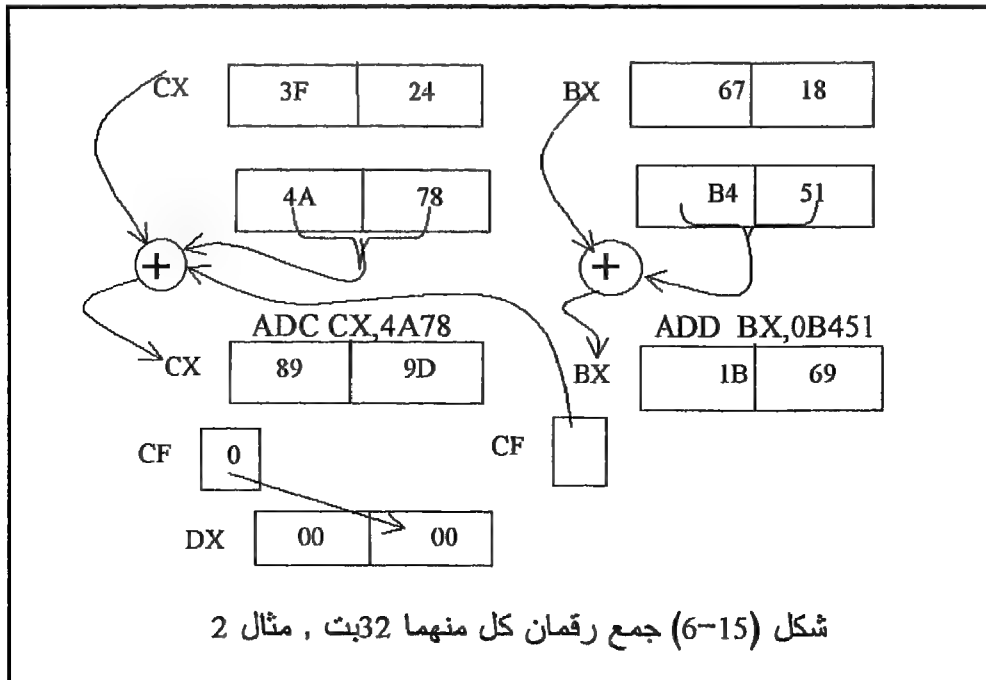 CX 3F 24 BX 67 18
4A 78 B4 51
+ +
ADC CX,4A78 ADD BX,0B451
CX 89 9D BX 1B 69
CF 0 CF
DX 00 00
شكل (15-6) جمع رقمان كل منهما 32بت , مثال 2